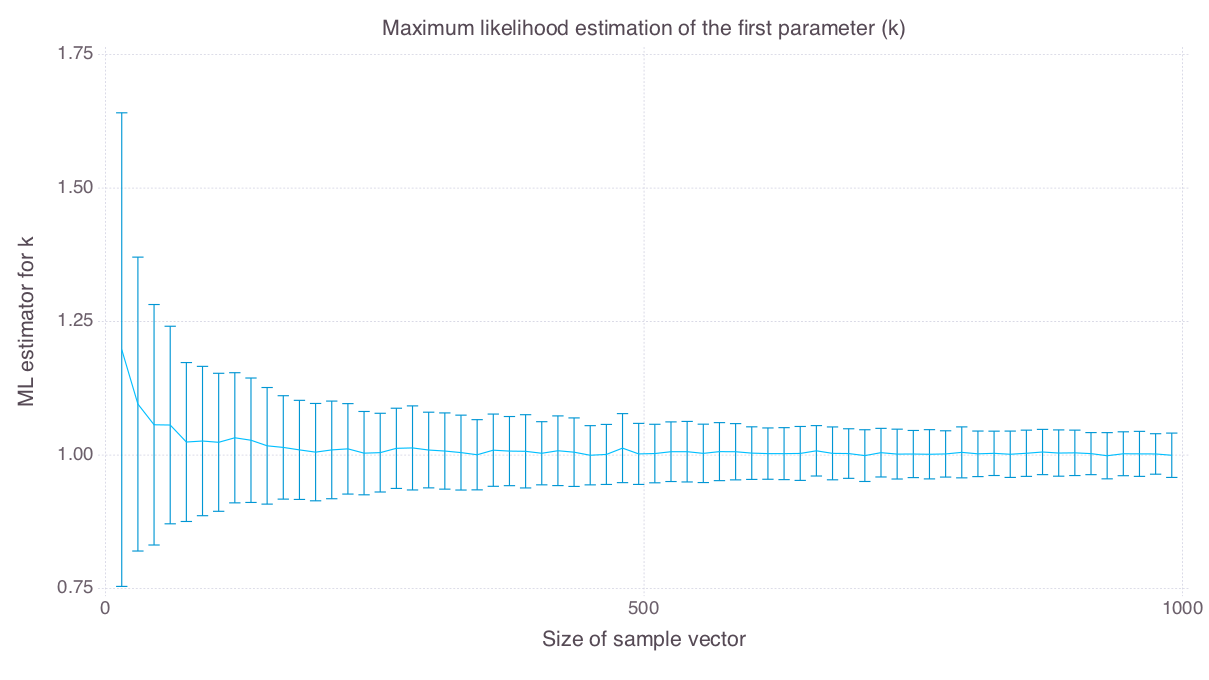 Maximum likelihood estimation of the first parameter (k)
1.75
1.50
1.25
1.00
0.75
ML estimator for k
0 500 1000
Size of sample vector